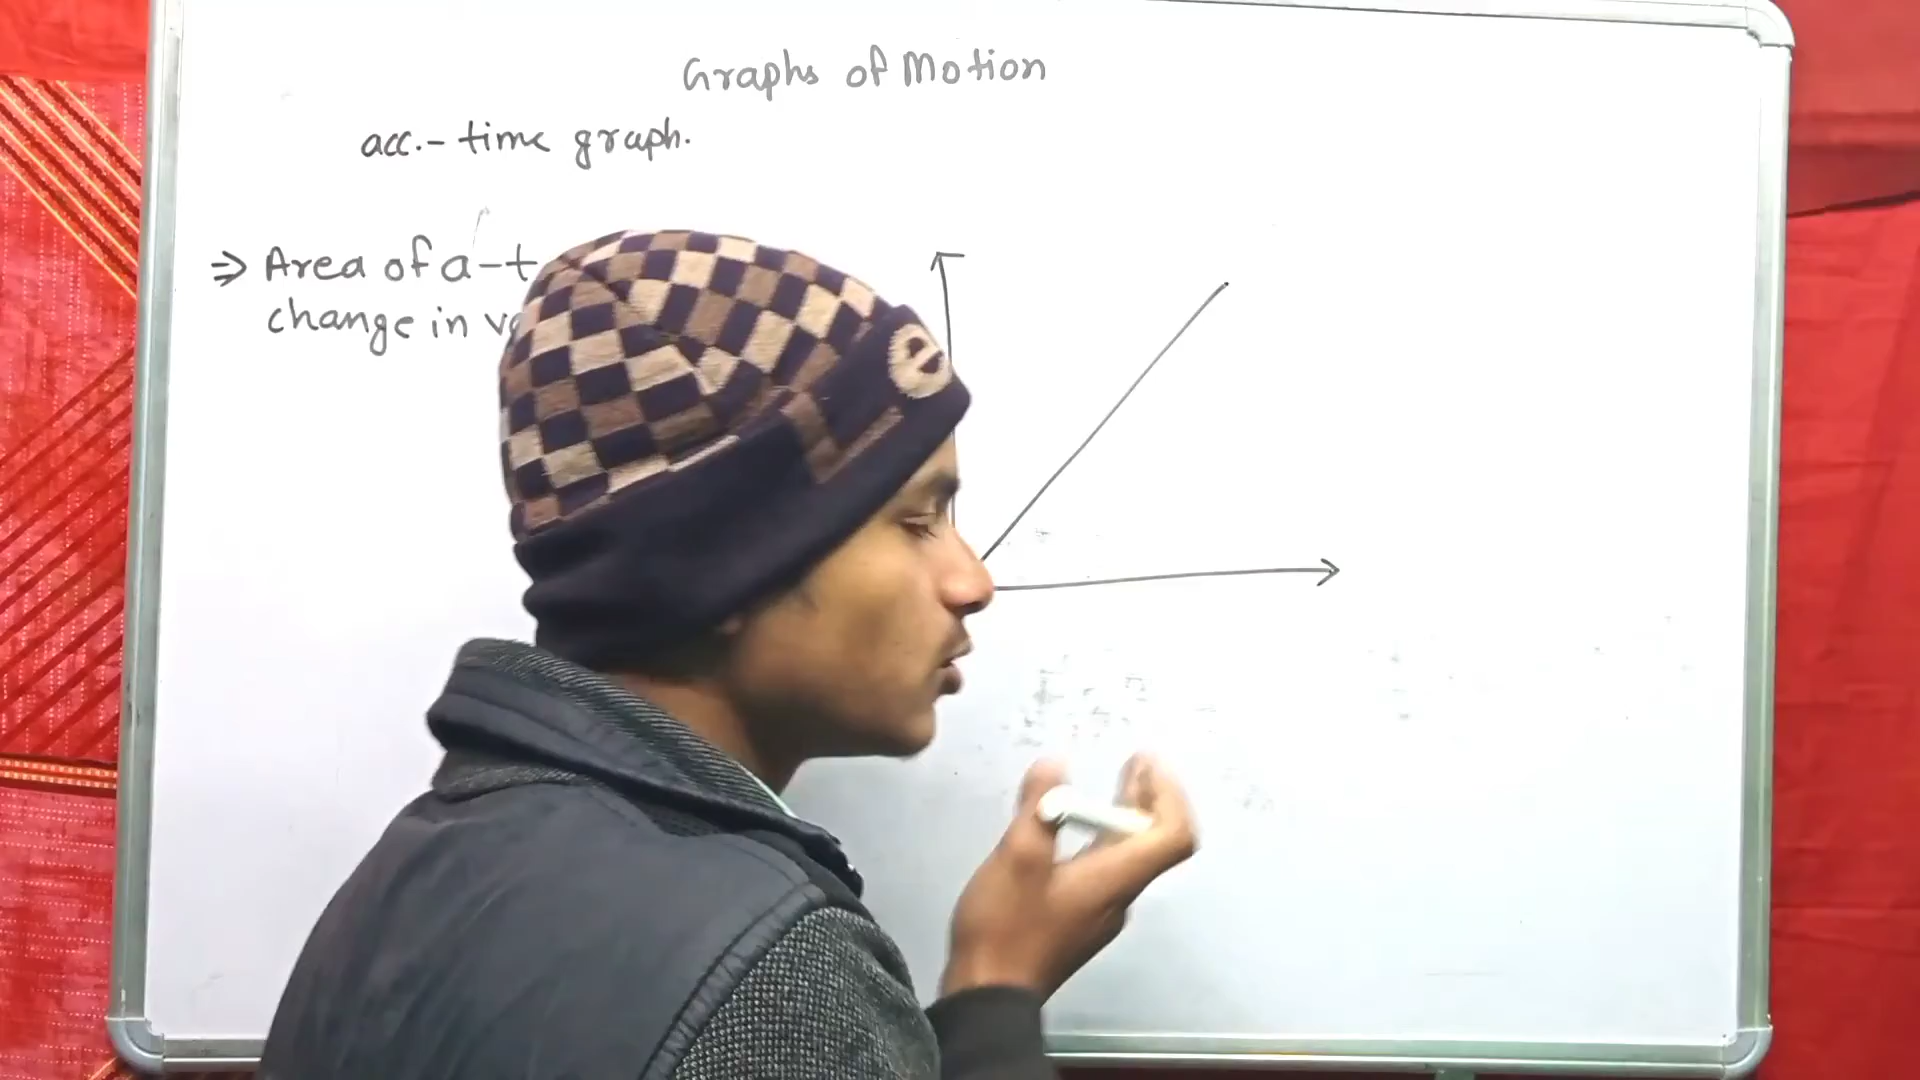 Graphs of Motion
acc.- time graph.
⇒ Area of a-t
change in
e